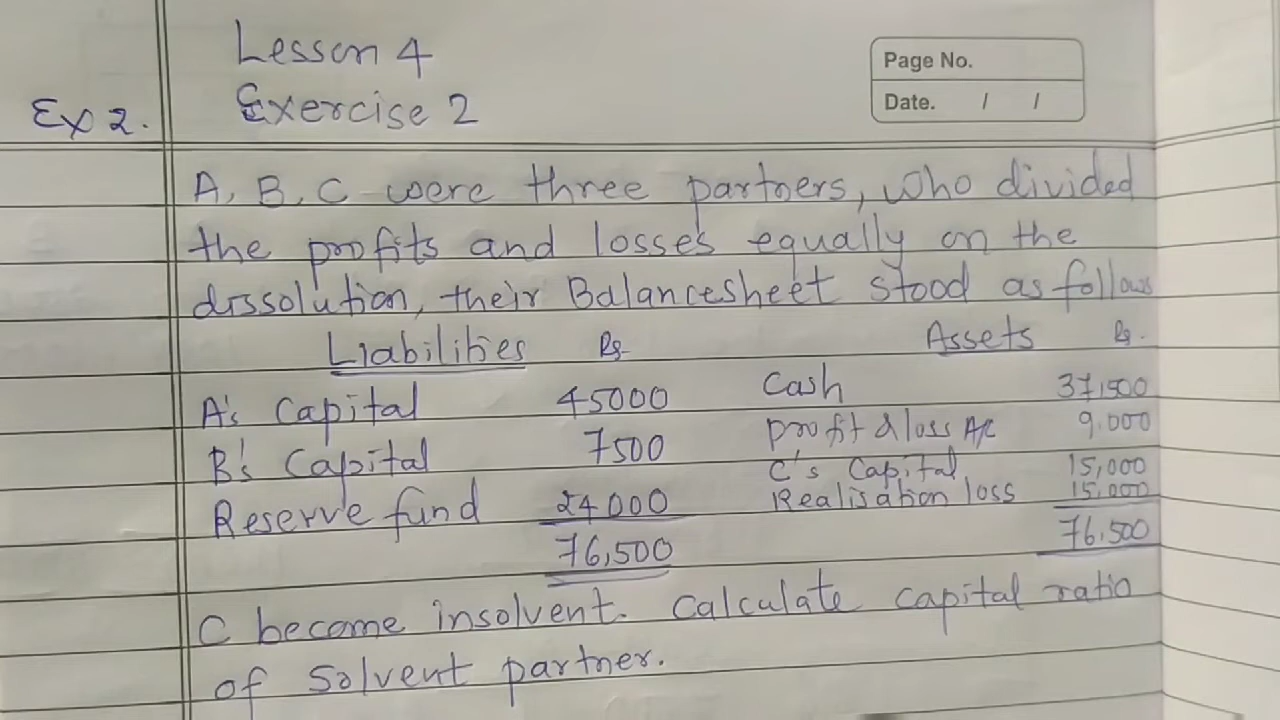 Lesson 4
Page No.
Exercise 2
Date. / /
Ex 2.
A, B, C were three partners, who divided
the profits and losses equally on the
dissolution, their Balancesheet stood as follows
Liabilities Rs. Assets Rs.
A's Capital 45000 Cash 37,500
B's Capital 7500 profit & loss A/c 9.000
C's Capital 15,000
Reserve fund 24,000 Realisation loss 15,000
76,500 76,500
C become insolvent. Calculate capital ratio
of solvent partner.